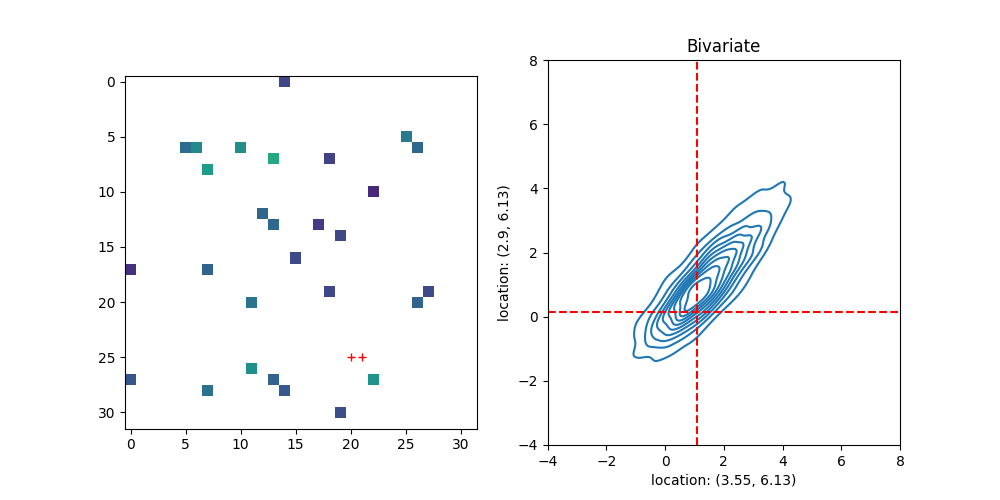 0
5
10
15
20
25
30
0 5 10 15 20 25 30
Bivariate
8
6
4
2
0
−2
−4
−4 −2 0 2 4 6 8
location: (2.9, 6.13)
location: (3.55, 6.13)